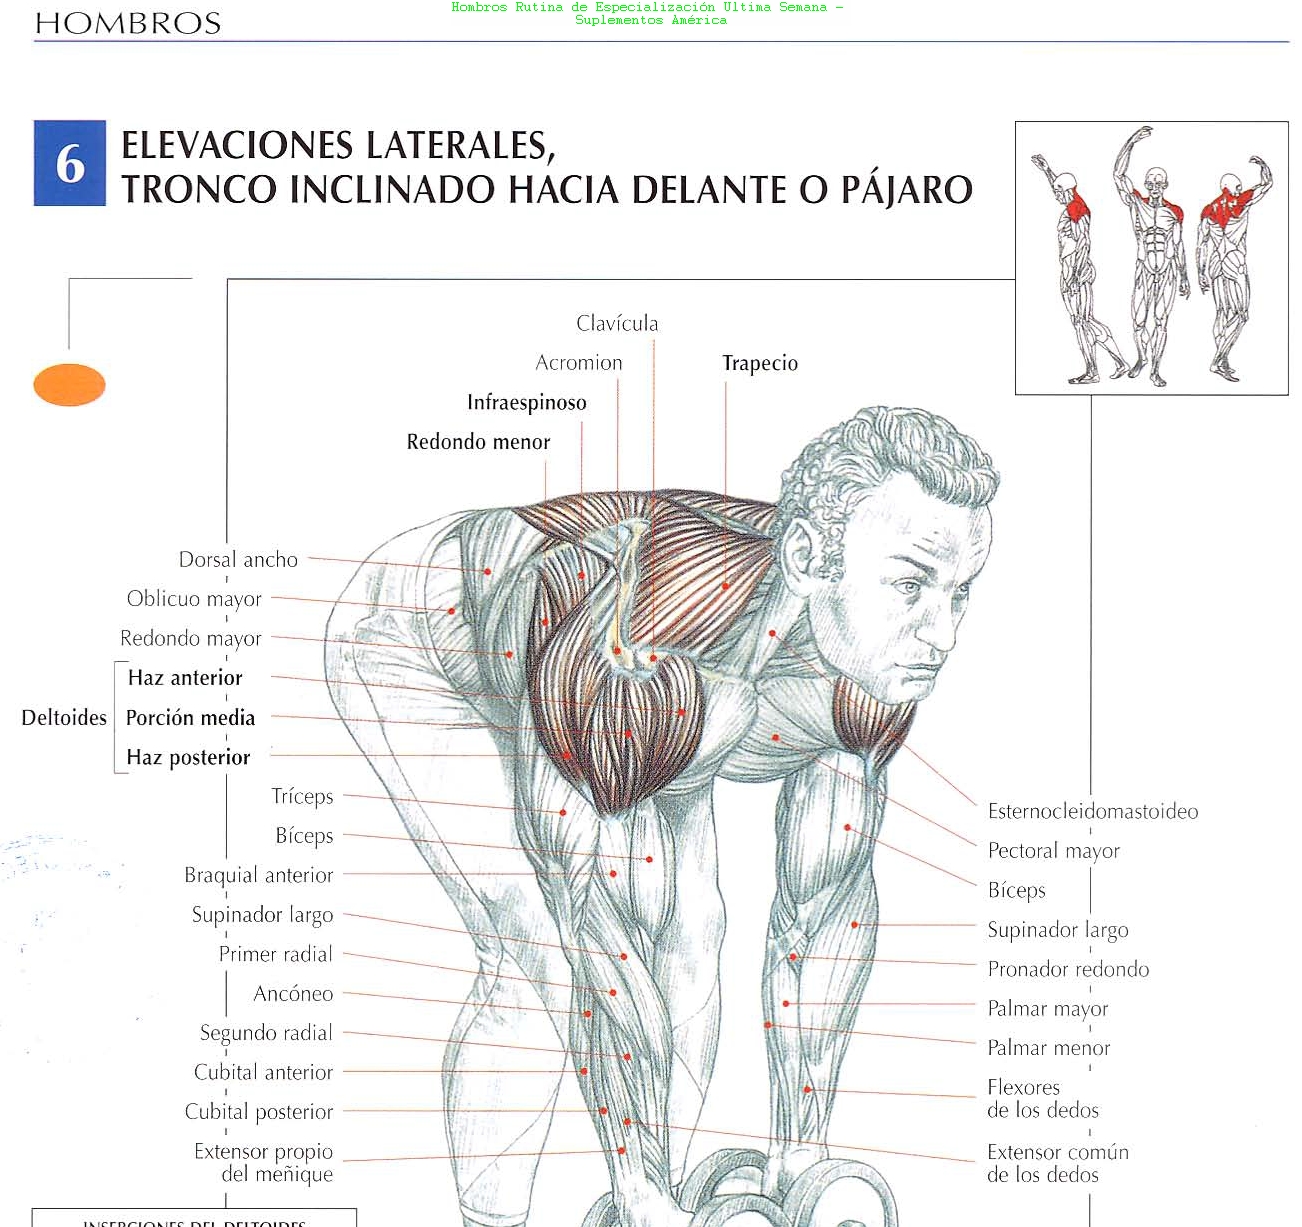 Hombros Rutina de Especialización Ultima Semana –
Suplementos América
HOMBROS
6
ELEVACIONES LATERALES,
TRONCO INCLINADO HACIA DELANTE O PÁJARO
Clavícula
Acromion
Trapecio
Infraespinoso
Redondo menor
Dorsal ancho
Oblicuo mayor
Redondo mayor
Haz anterior
Deltoides
Porción media
Haz posterior
Tríceps
Bíceps
Braquial anterior
Supinador largo
Primer radial
Ancóneo
Segundo radial
Cubital anterior
Cubital posterior
Extensor propio
del meñique
Esternocleidomastoideo
Pectoral mayor
Bíceps
Supinador largo
Pronador redondo
Palmar mayor
Palmar menor
Flexores
de los dedos
Extensor común
de los dedos
INSERCIONES DEL DELTOIDES